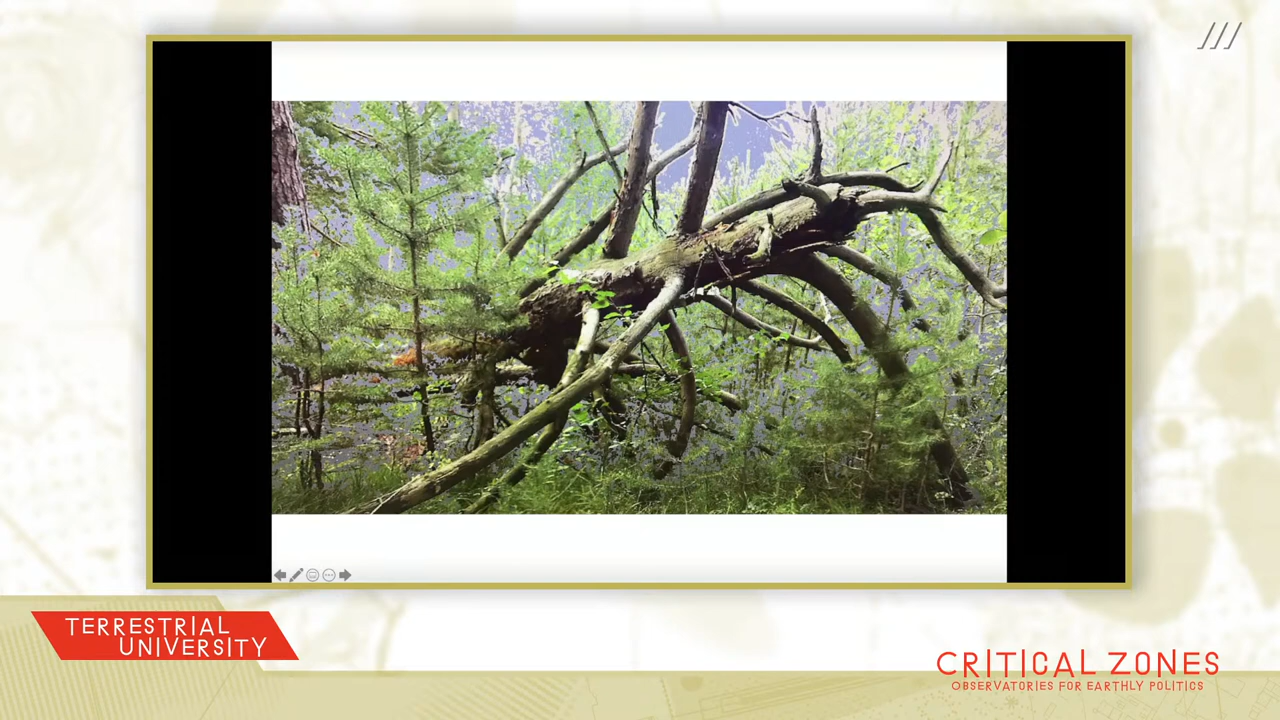 ///
TERRESTRIAL
UNIVERSITY
CRITICAL ZONES
OBSERVATORIES FOR EARTHLY POLITICS